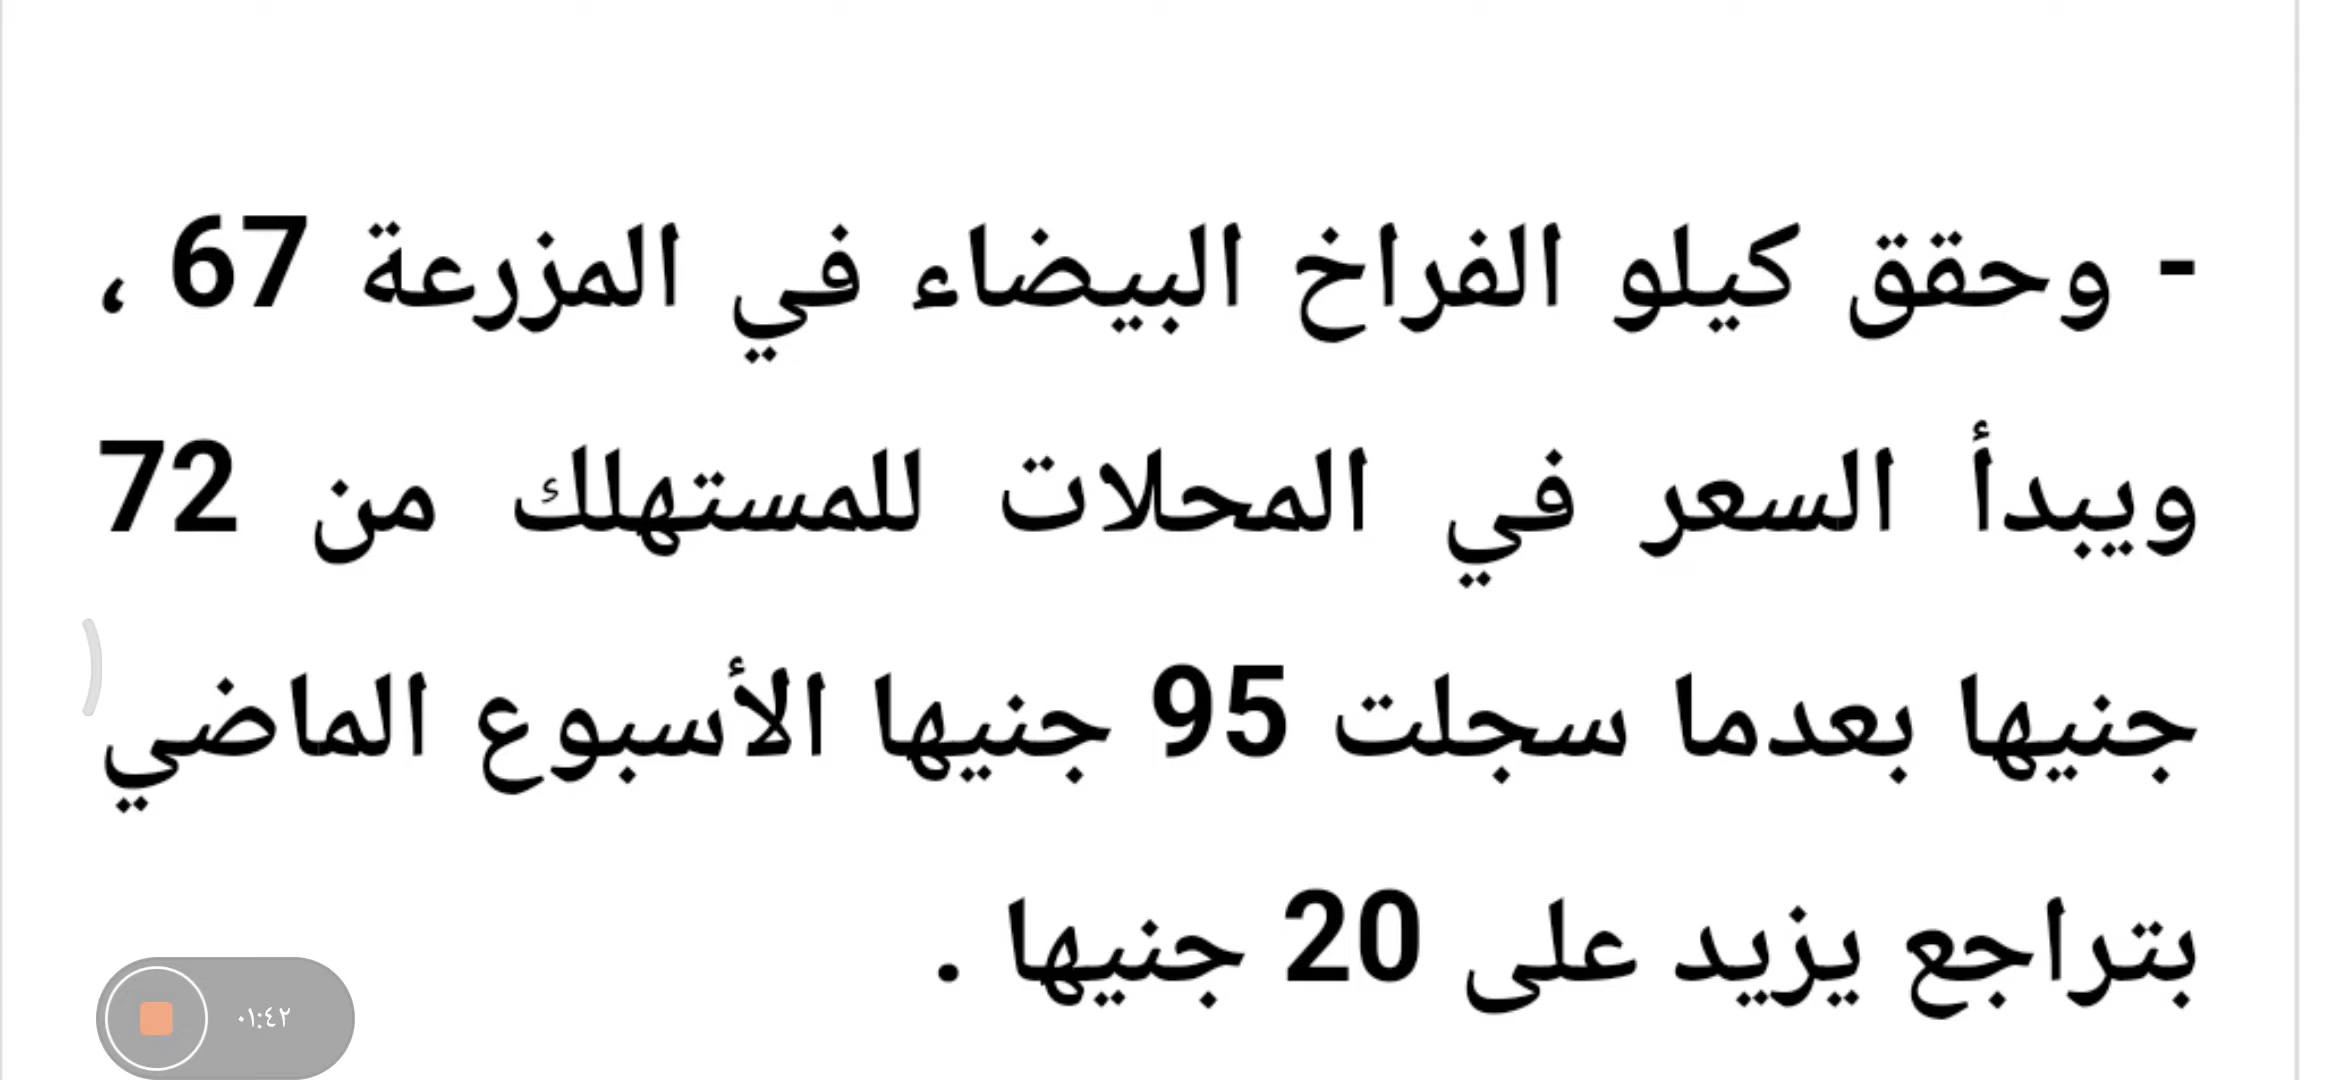 - وحقق كيلو الفراخ البيضاء في المزرعة 67 ،
ويبدأ السعر في المحلات للمستهلك من 72
جنيها بعدما سجلت 95 جنيها الأسبوع الماضي
بتراجع يزيد على 20 جنيها .
٠١:٤٢